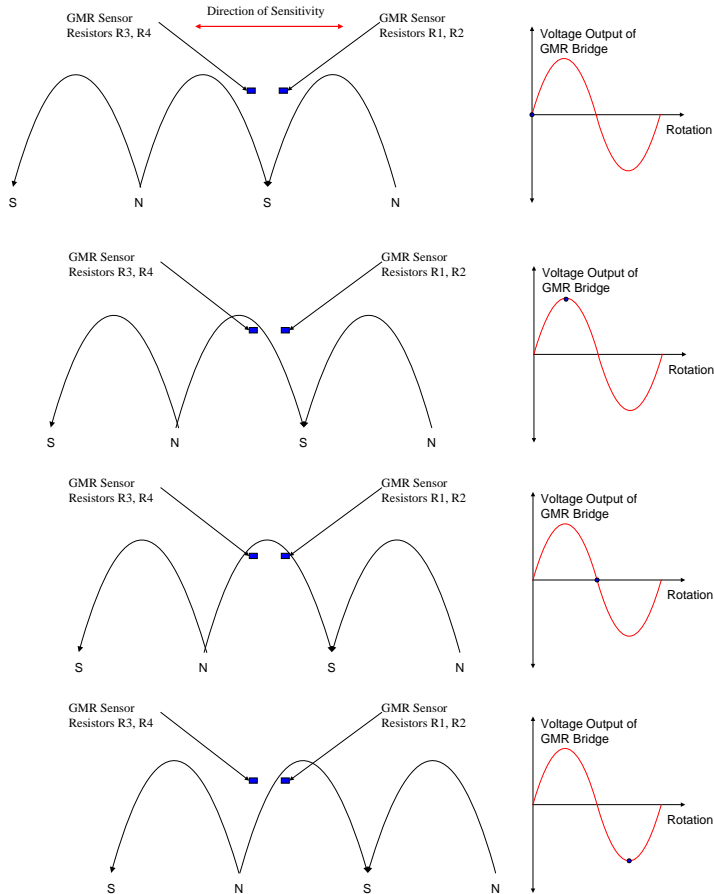 GMR Sensor
Resistors R3, R4
Direction of Sensitivity
GMR Sensor
Resistors R1, R2
S
N
S
N
Voltage Output of
GMR Bridge
Rotation
GMR Sensor
Resistors R3, R4
GMR Sensor
Resistors R1, R2
S
N
S
N
Voltage Output of
GMR Bridge
Rotation
GMR Sensor
Resistors R3, R4
GMR Sensor
Resistors R1, R2
S
N
S
N
Voltage Output of
GMR Bridge
Rotation
GMR Sensor
Resistors R3, R4
GMR Sensor
Resistors R1, R2
S
N
S
N
Voltage Output of
GMR Bridge
Rotation